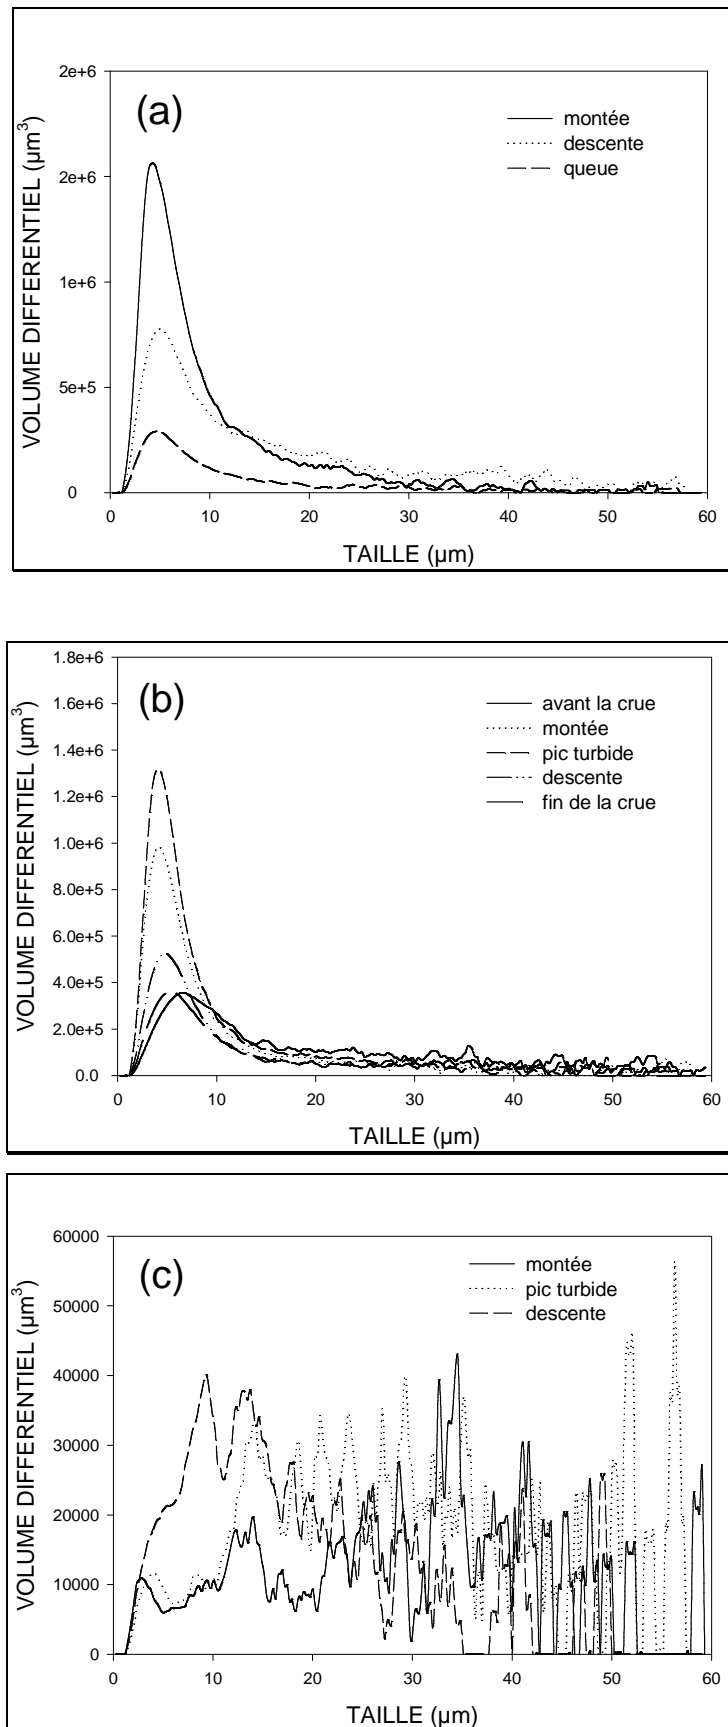 (a)
VOLUME DIFFERENTIEL (µm³)
2e+6
2e+6
1e+6
5e+5
0
montée
descente
queue
0 10 20 30 40 50 60
TAILLE (µm)
(b)
VOLUME DIFFERENTIEL (µm³)
1.8e+6
1.6e+6
1.4e+6
1.2e+6
1.0e+6
8.0e+5
6.0e+5
4.0e+5
2.0e+5
0.0
avant la crue
montée
pic turbide
descente
fin de la crue
0 10 20 30 40 50 60
TAILLE (µm)
(c)
VOLUME DIFFERENTIEL (µm³)
60000
50000
40000
30000
20000
10000
0
montée
pic turbide
descente
0 10 20 30 40 50 60
TAILLE (µm)